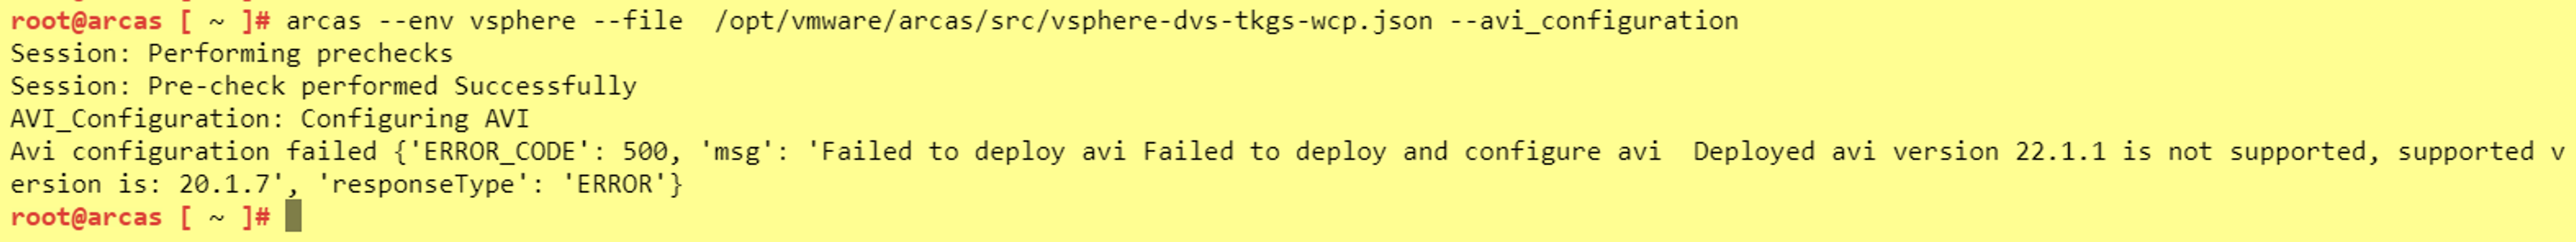 root@arcas [ ~ ]# arcas --env vsphere --file  /opt/vmware/arcas/src/vsphere-dvs-tkgs-wcp.json --avi_configuration
Session: Performing prechecks
Session: Pre-check performed Successfully
AVI_Configuration: Configuring AVI
Avi configuration failed {'ERROR_CODE': 500, 'msg': 'Failed to deploy avi Failed to deploy and configure avi  Deployed avi version 22.1.1 is not supported, supported v
ersion is: 20.1.7', 'responseType': 'ERROR'}
root@arcas [ ~ ]#